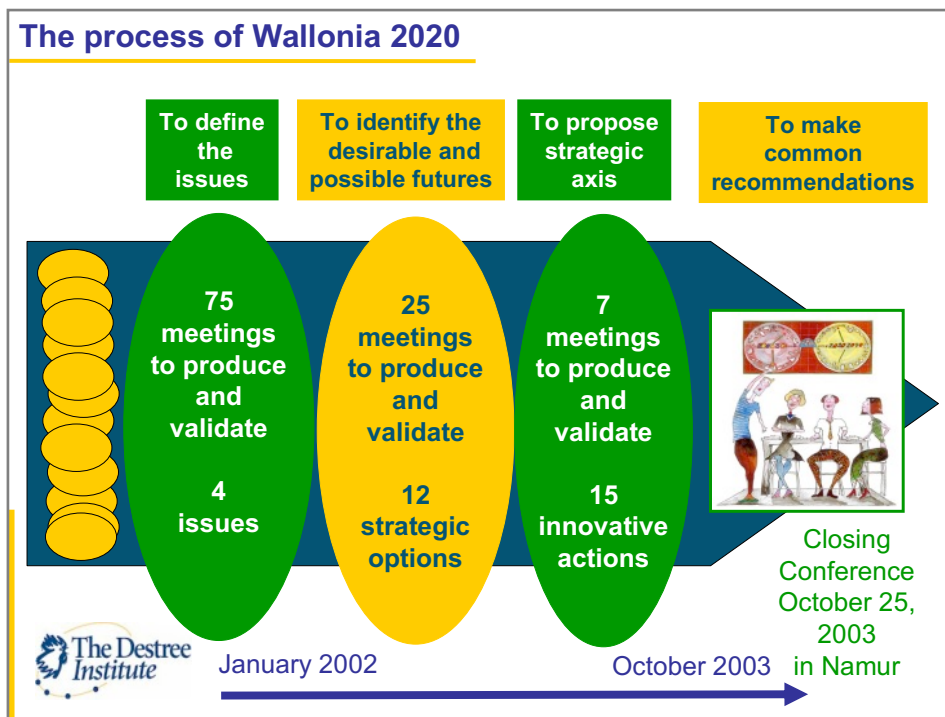 The process of Wallonia 2020
To define
the
issues
To identify the
desirable and
possible futures
To propose
strategic
axis
To make
common
recommendations
75
meetings
to produce
and
validate
4
issues
25
meetings
to produce
and
validate
12
strategic
options
7
meetings
to produce
and
validate
15
innovative
actions
Closing
Conference
October 25,
2003
in Namur
The Destree
Institute
January 2002
October 2003